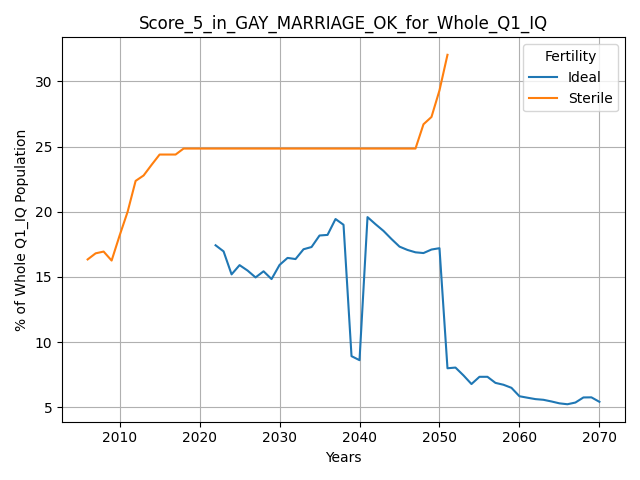 Score_5_in_GAY_MARRIAGE_OK_for_Whole_Q1_IQ
Fertility
Ideal
Sterile
% of Whole Q1_IQ Population
30
25
20
15
10
5
2010 2020 2030 2040 2050 2060 2070
Years